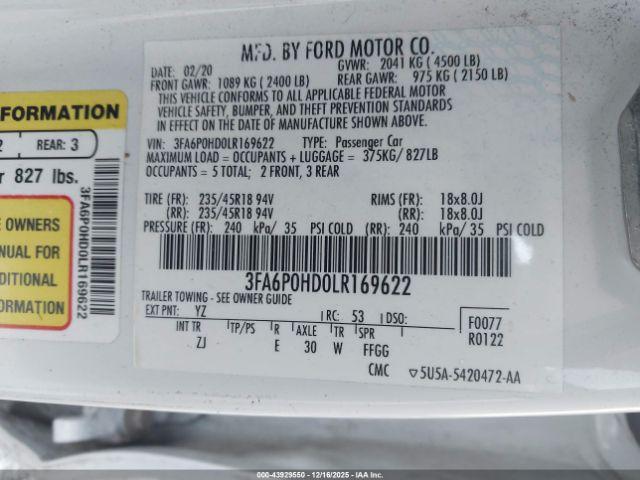 MFD. BY FORD MOTOR CO.
DATE: 02/20 GVWR: 2041 KG ( 4500 LB)
FRONT GAWR: 1089 KG ( 2400 LB) REAR GAWR: 975 KG ( 2150 LB)
THIS VEHICLE CONFORMS TO ALL APPLICABLE FEDERAL MOTOR
VEHICLE SAFETY, BUMPER, AND THEFT PREVENTION STANDARDS
IN EFFECT ON THE DATE OF MANUFACTURE SHOWN ABOVE.
VIN: 3FA6P0HD0LR169622 TYPE: Passenger Car
MAXIMUM LOAD = OCCUPANTS + LUGGAGE = 375KG/ 827LB
OCCUPANTS = 5 TOTAL; 2 FRONT, 3 REAR
TIRE (FR): 235/45R18 94V RIMS (FR): 18x8.0J
(RR): 235/45R18 94V (RR): 18x8.0J
PRESSURE (FR): 240 kPa/ 35 PSI COLD (RR): 240 kPa/ 35 PSI COLD
3FA6P0HD0LR169622
TRAILER TOWING - SEE OWNER GUIDE
EXT PNT: YZ RC: 53 DSO: F0077
INT TR TP/PS R AXLE TR SPR R0122
ZJ E 30 W FFGG
CMC ▽5U5A-5420472-AA
FORMATION
2 REAR: 3
r 827 lbs.
E OWNERS
ANUAL FOR
DITIONAL
ORMATION
3FA6P0HD0LR169622
00-43929550 | 12/16/2025 | IAA Inc.